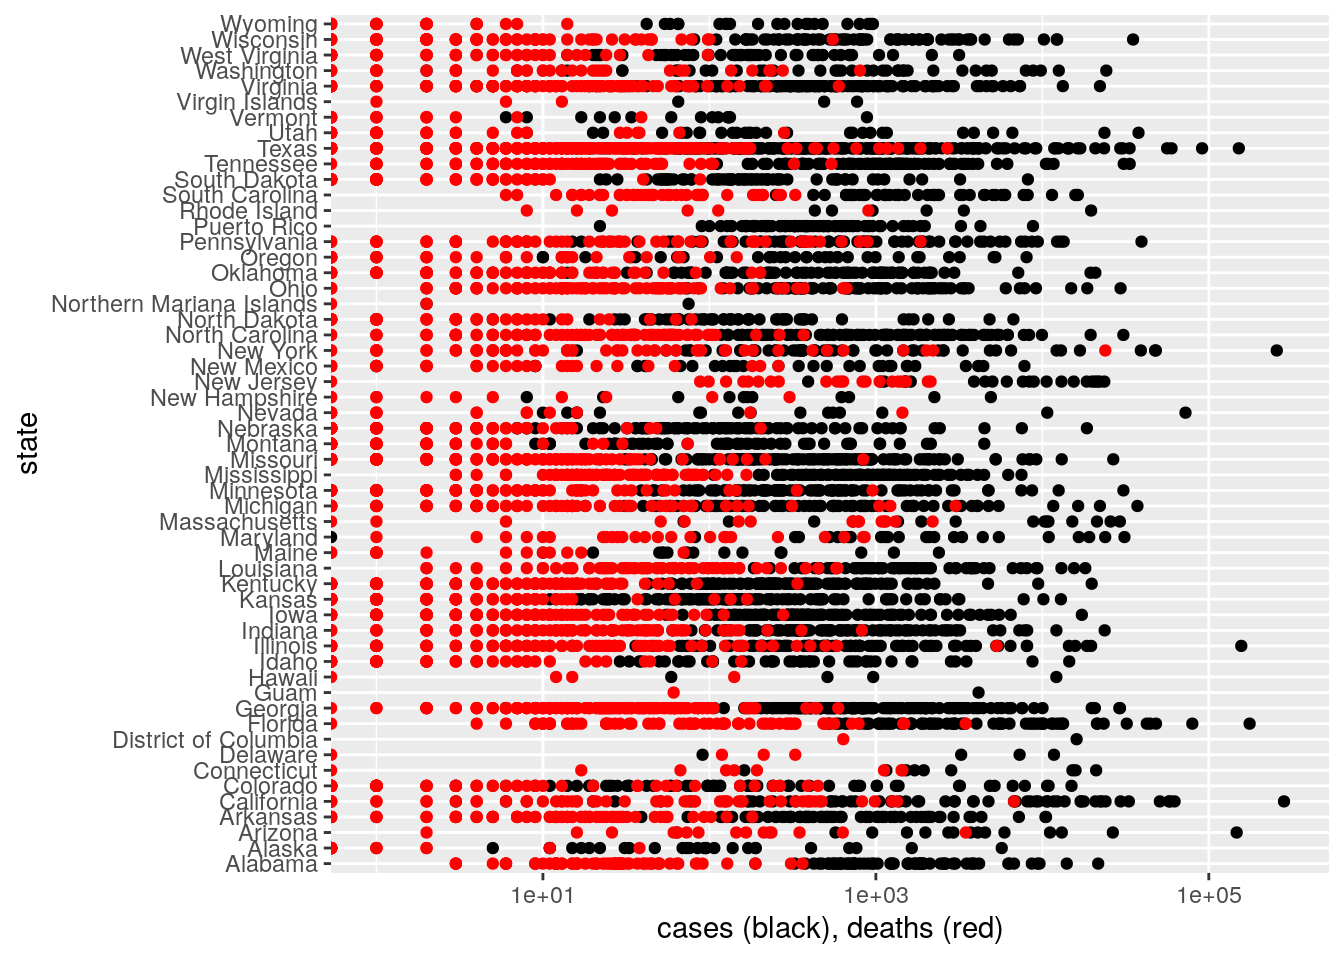 Wyoming
Wisconsin
West Virginia
Washington
Virginia
Virgin Islands
Vermont
Utah
Texas
Tennessee
South Dakota
South Carolina
Rhode Island
Puerto Rico
Pennsylvania
Oregon
Oklahoma
Ohio
Northern Mariana Islands
North Dakota
North Carolina
New York
New Mexico
New Jersey
New Hampshire
Nevada
Nebraska
Montana
Missouri
Mississippi
Minnesota
Michigan
Massachusetts
Maryland
Maine
Louisiana
Kentucky
Kansas
Iowa
Indiana
Illinois
Idaho
Hawaii
Guam
Georgia
Florida
District of Columbia
Delaware
Connecticut
Colorado
California
Arkansas
Arizona
Alaska
Alabama
state
1e+01 1e+03 1e+05
cases (black), deaths (red)